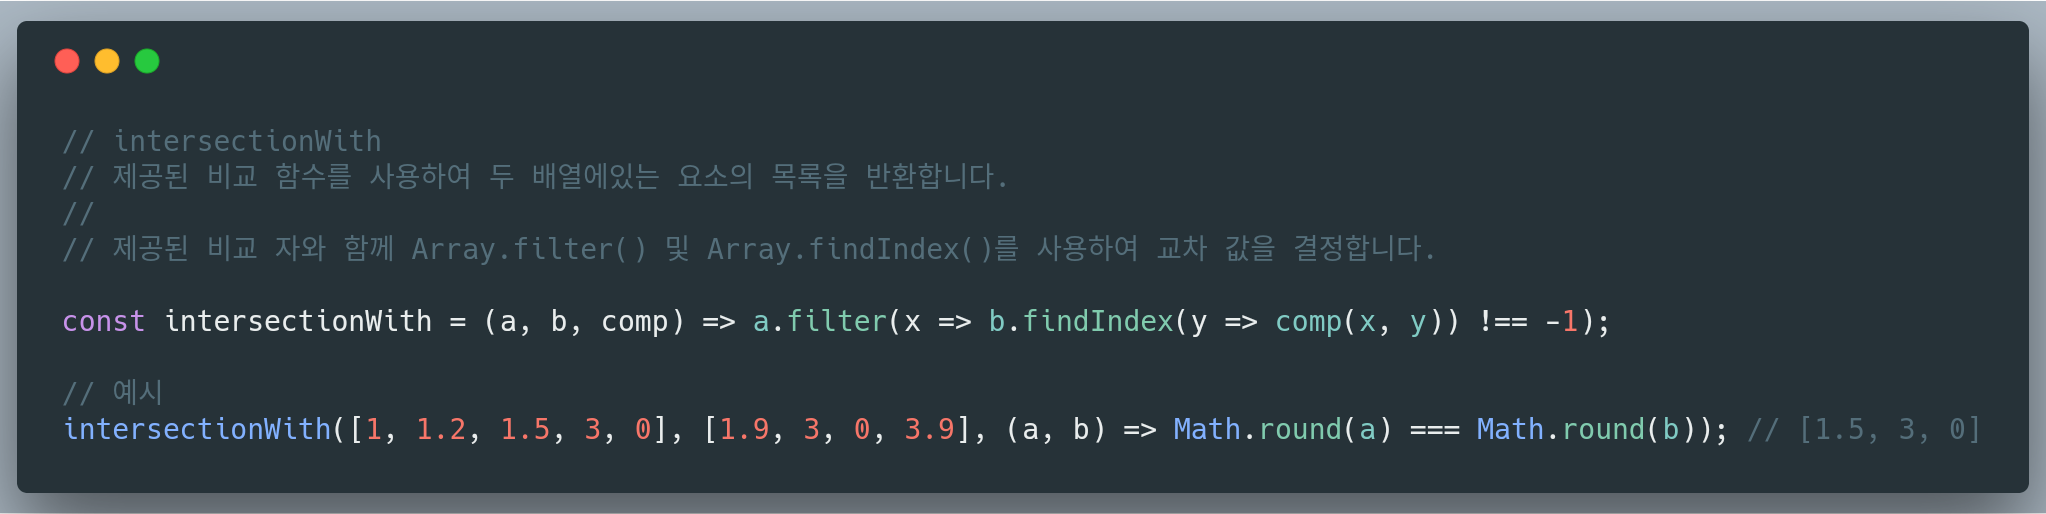 // intersectionWith
// 제공된 비교 함수를 사용하여 두 배열에있는 요소의 목록을 반환합니다.
//
// 제공된 비교 자와 함께 Array.filter() 및 Array.findIndex()를 사용하여 교차 값을 결정합니다.
const intersectionWith = (a, b, comp) => a.filter(x => b.findIndex(y => comp(x, y)) !== -1);
// 예시
intersectionWith([1, 1.2, 1.5, 3, 0], [1.9, 3, 0, 3.9], (a, b) => Math.round(a) === Math.round(b)); // [1.5, 3, 0]